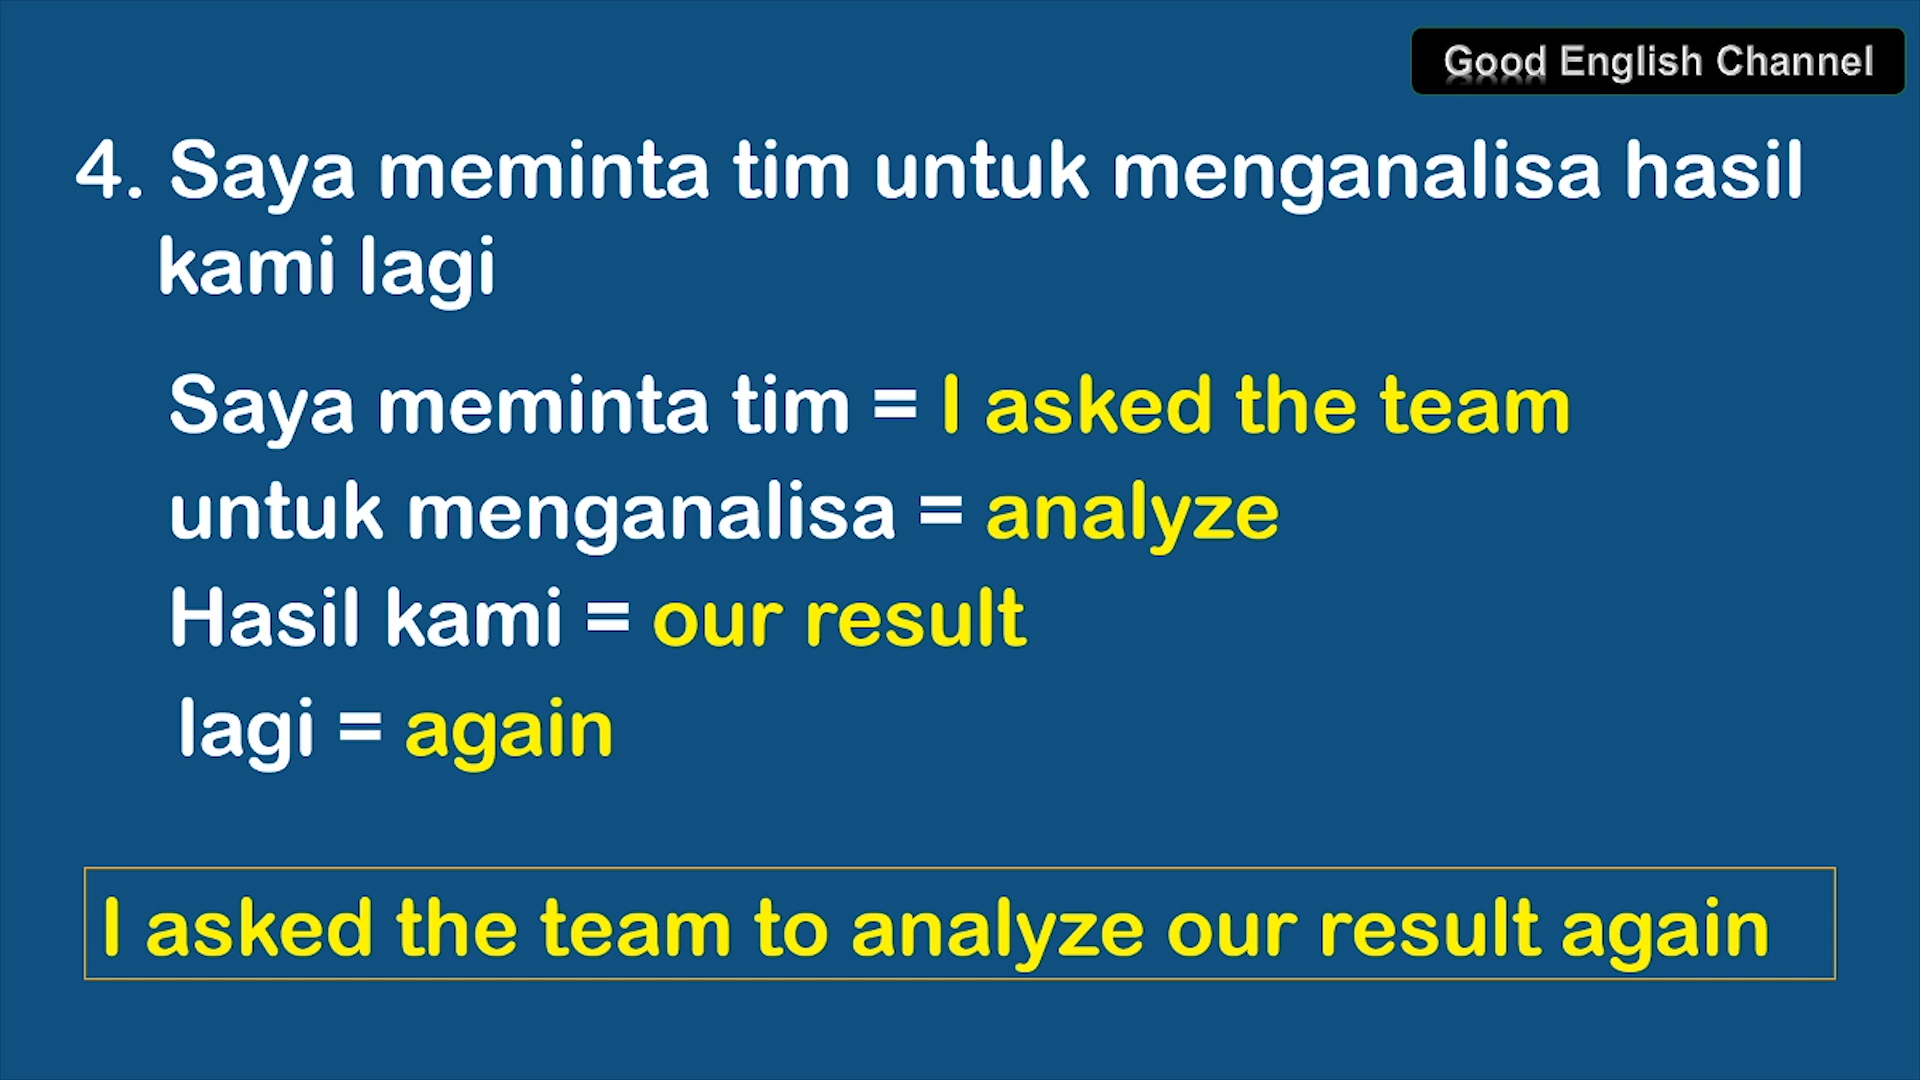 Good English Channel
4. Saya meminta tim untuk menganalisa hasil
kami lagi
Saya meminta tim = I asked the team
untuk menganalisa = analyze
Hasil kami = our result
lagi = again
I asked the team to analyze our result again